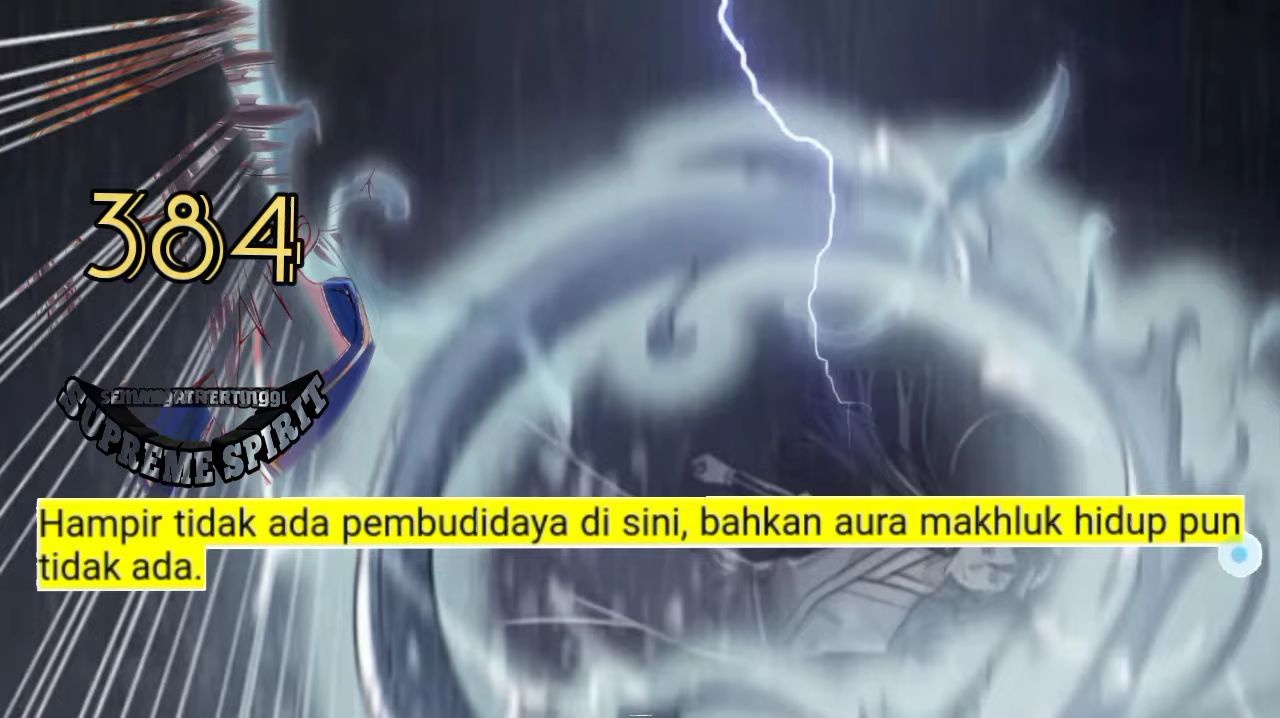 384
SUPREME SPIRIT
Hampir tidak ada pembudidaya di sini, bahkan aura makhluk hidup pun
tidak ada.